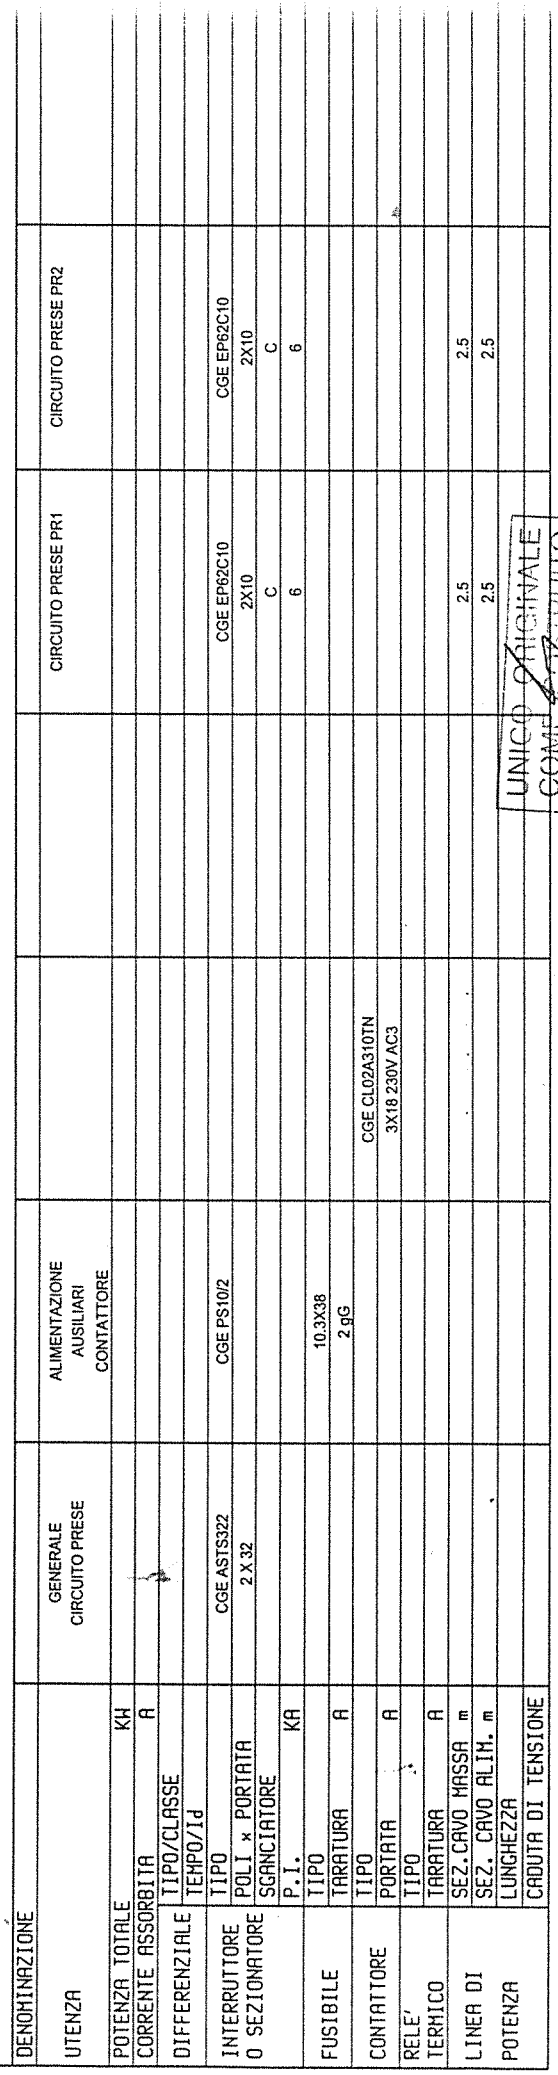 DENOMINAZIONE
UTENZA
GENERALE
CIRCUITO PRESE
ALIMENTAZIONE
AUSILIARI
CONTATTORE
CIRCUITO PRESE PR1
CIRCUITO PRESE PR2
POTENZA TOTALE KW
CORRENTE ASSORBITA A
DIFFERENZIALE
TIPO/CLASSE
TEMPO/Id
INTERRUTTORE
O SEZIONATORE
TIPO
CGE ASTS322
CGE PS10/2
CGE EP62C10
CGE EP62C10
POLI x PORTATA
2 X 32
2X10
2X10
SGANCIATORE
C
C
P.I. KA
6
6
FUSIBILE
TIPO
10.3X38
TARATURA A
2 gG
CONTATTORE
TIPO
CGE CL02A310TN
PORTATA A
3X18 230V AC3
RELE'
TERMICO
TIPO
TARATURA A
LINEA DI
POTENZA
SEZ.CAVO MASSA m
2.5
2.5
SEZ. CAVO ALIM. m
2.5
2.5
LUNGHEZZA
CADUTA DI TENSIONE
UNICO ORIGINALE
COME